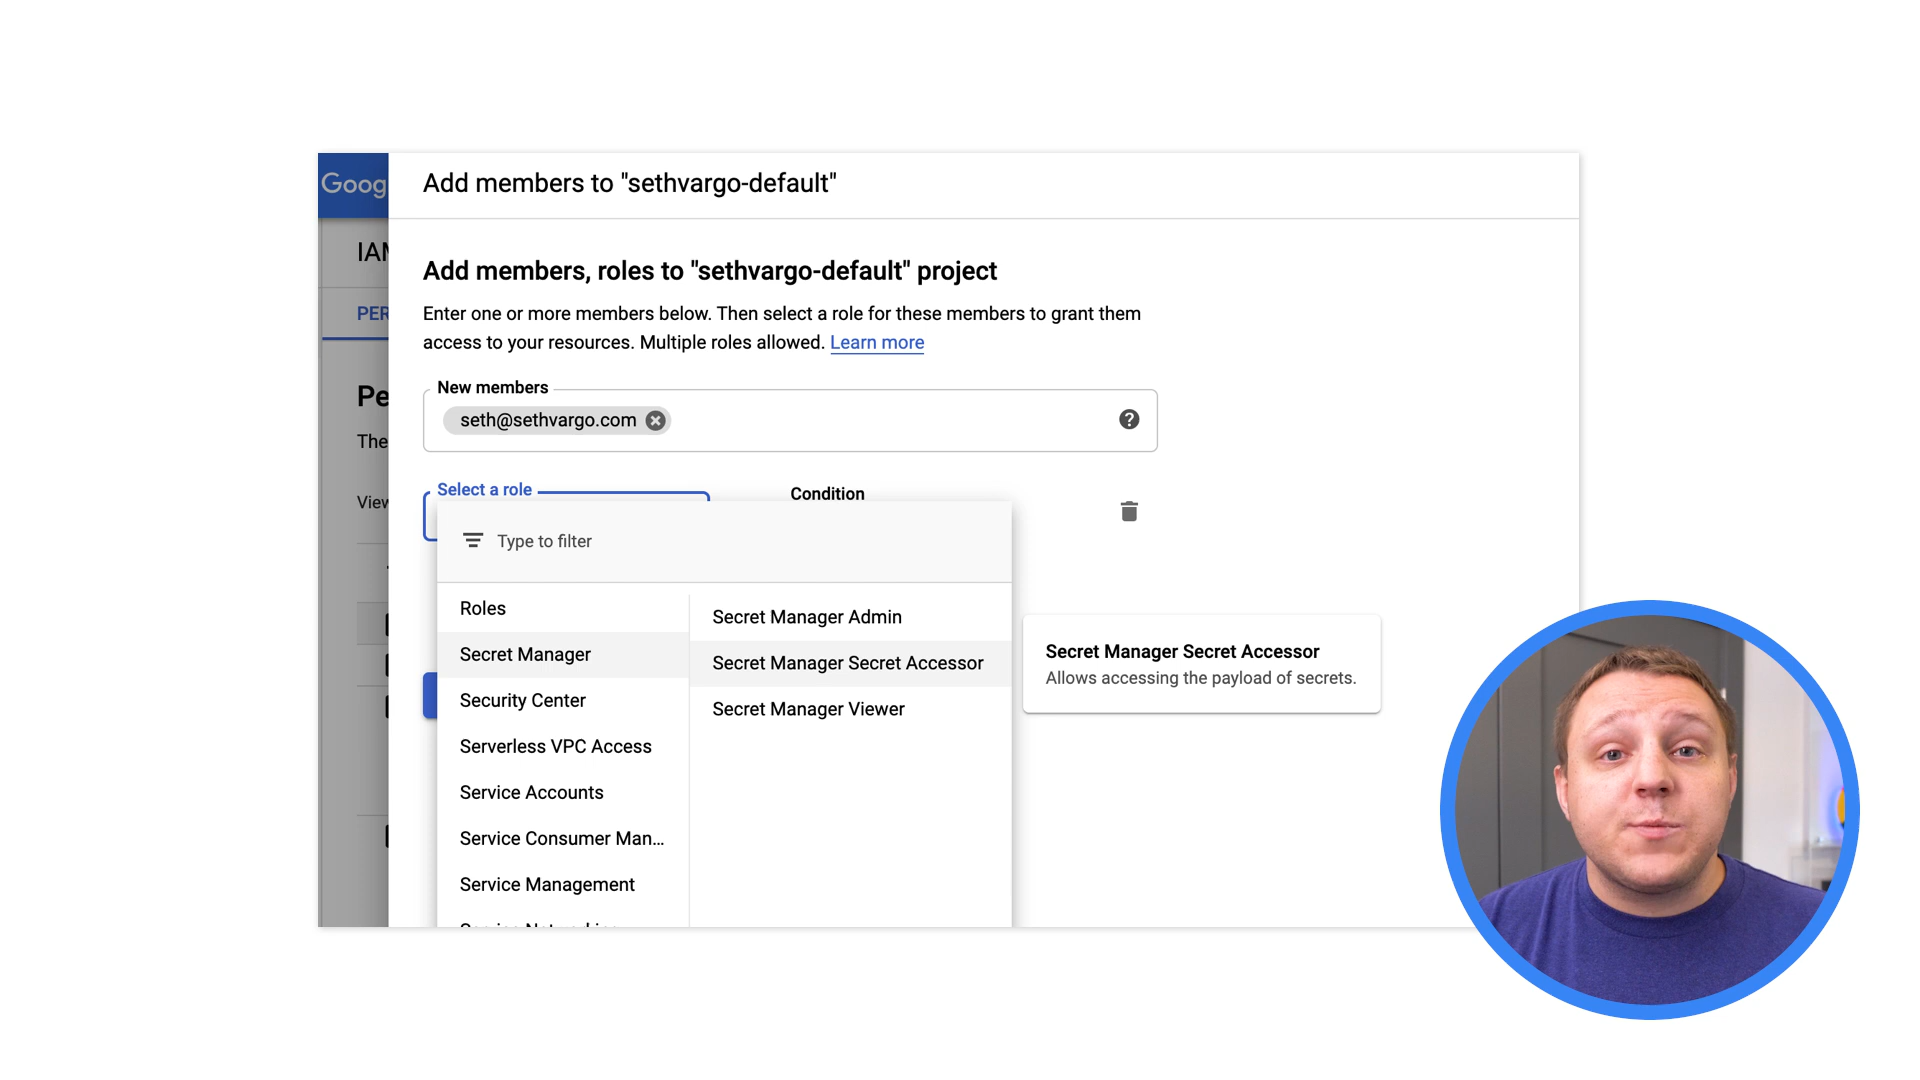 Goog
Add members to "sethvargo-default"
IAM
Add members, roles to "sethvargo-default" project
PER
Enter one or more members below. Then select a role for these members to grant them
access to your resources. Multiple roles allowed. Learn more
Pe
New members
The
seth@sethvargo.com
View
Select a role
Condition
Type to filter
Roles
Secret Manager
Security Center
Serverless VPC Access
Service Accounts
Service Consumer Man...
Service Management
Secret Manager Admin
Secret Manager Secret Accessor
Secret Manager Viewer
Secret Manager Secret Accessor
Allows accessing the payload of secrets.